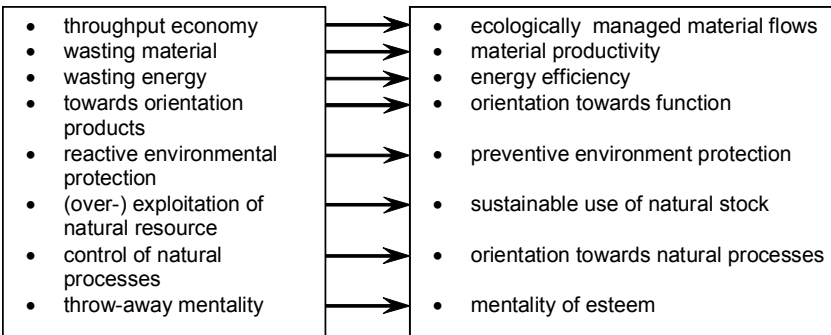 • throughput economy
• wasting material
• wasting energy
• towards orientation
products
• reactive environmental
protection
• (over-) exploitation of
natural resource
• control of natural
processes
• throw-away mentality
• ecologically managed material flows
• material productivity
• energy efficiency
• orientation towards function
• preventive environment protection
• sustainable use of natural stock
• orientation towards natural processes
• mentality of esteem